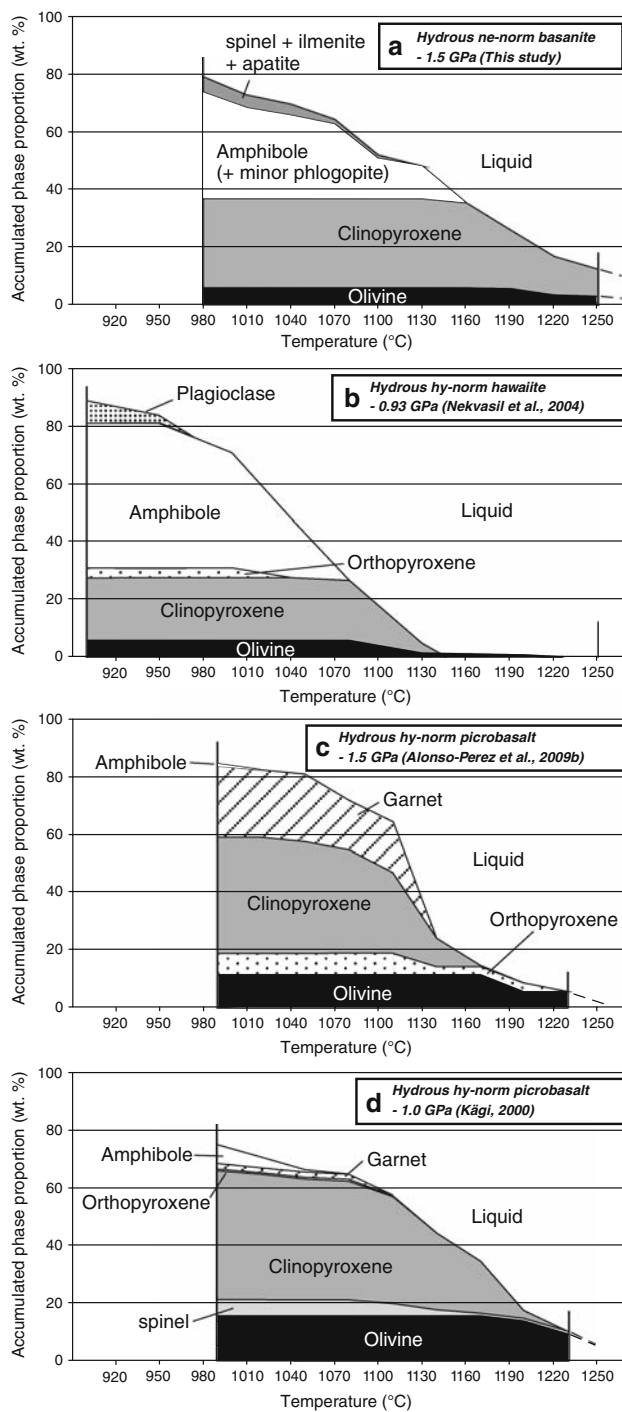 a Hydrous ne-norm basanite
- 1.5 GPa (This study)
spinel + ilmenite
+ apatite
Amphibole
(+ minor phlogopite)
Liquid
Clinopyroxene
Olivine
Accumulated phase proportion (wt. %)
100
80
60
40
20
0
920 950 980 1010 1040 1070 1100 1130 1160 1190 1220 1250
Temperature (°C)
b Hydrous hy-norm hawaiite
- 0.93 GPa (Nekvasil et al., 2004)
Plagioclase
Amphibole
Liquid
Orthopyroxene
Clinopyroxene
Olivine
Accumulated phase proportion (wt. %)
100
80
60
40
20
0
920 950 980 1010 1040 1070 1100 1130 1160 1190 1220 1250
Temperature (°C)
c Hydrous hy-norm picrobasalt
- 1.5 GPa (Alonso-Perez et al., 2009b)
Amphibole
Garnet
Liquid
Clinopyroxene
Orthopyroxene
Olivine
Accumulated phase proportion (wt. %)
100
80
60
40
20
0
920 950 980 1010 1040 1070 1100 1130 1160 1190 1220 1250
Temperature (°C)
d Hydrous hy-norm picrobasalt
- 1.0 GPa (Kägi, 2000)
Amphibole
Garnet
Orthopyroxene
Liquid
Clinopyroxene
spinel
Olivine
Accumulated phase proportion (wt. %)
100
80
60
40
20
0
920 950 980 1010 1040 1070 1100 1130 1160 1190 1220 1250
Temperature (°C)